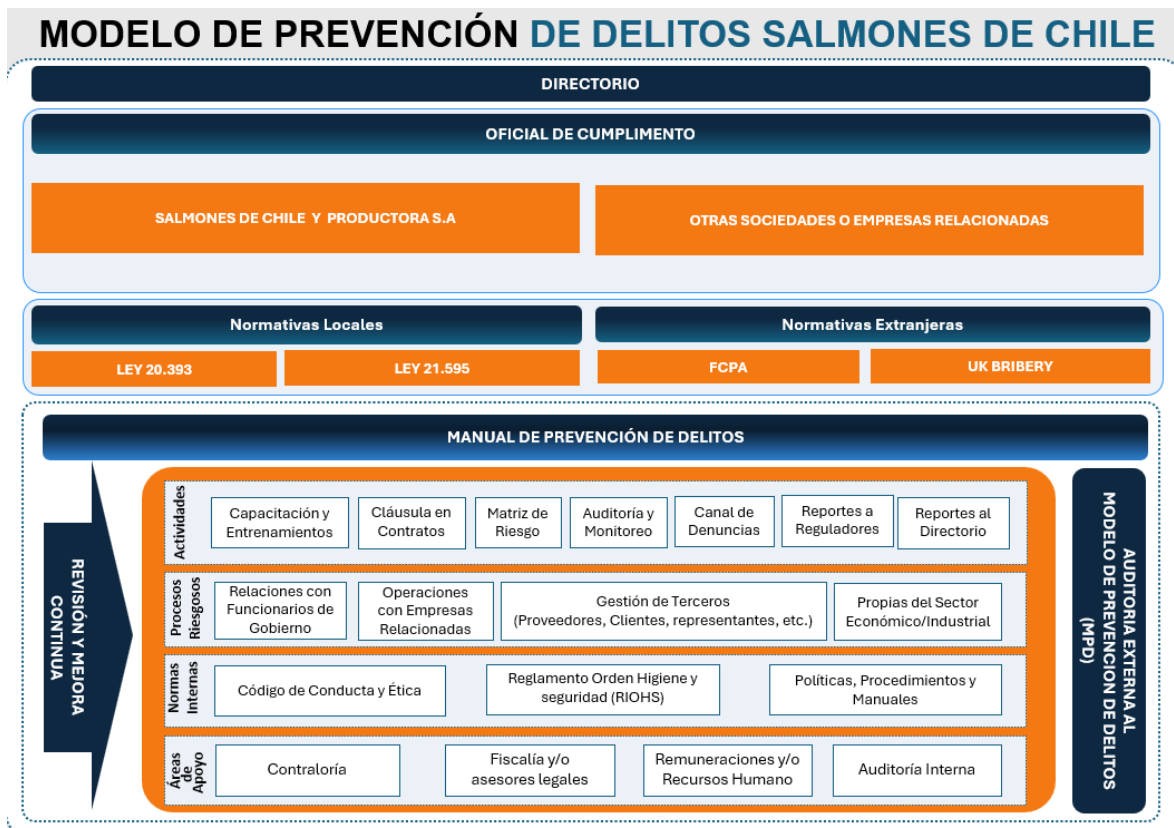 MODELO DE PREVENCIÓN DE DELITOS SALMONES DE CHILE
DIRECTORIO
OFICIAL DE CUMPLIMENTO
SALMONES DE CHILE Y PRODUCTORA S.A
OTRAS SOCIEDADES O EMPRESAS RELACIONADAS
Normativas Locales
Normativas Extranjeras
LEY 20.393
LEY 21.595
FCPA
UK BRIBERY
MANUAL DE PREVENCIÓN DE DELITOS
REVISIÓN Y MEJORA
CONTINUA
Actividades
Capacitación y
Entrenamientos
Cláusula en
Contratos
Matriz de
Riesgo
Auditoría y
Monitoreo
Canal de
Denuncias
Reportes a
Reguladores
Reportes al
Directorio
Procesos
Riesgosos
Relaciones con
Funcionarios de
Gobierno
Operaciones
con Empresas
Relacionadas
Gestión de Terceros
(Proveedores, Clientes, representantes, etc.)
Propias del Sector
Económico/Industrial
Normas
Internas
Código de Conducta y Ética
Reglamento Orden Higiene y
seguridad (RIOHS)
Políticas, Procedimientos y
Manuales
Áreas
de
Apoyo
Contraloría
Fiscalía y/o
asesores legales
Remuneraciones y/o
Recursos Humano
Auditoría Interna
AUDITORIA EXTERNA AL
MODELO DE PREVENCION DE DELITOS
(MPD)